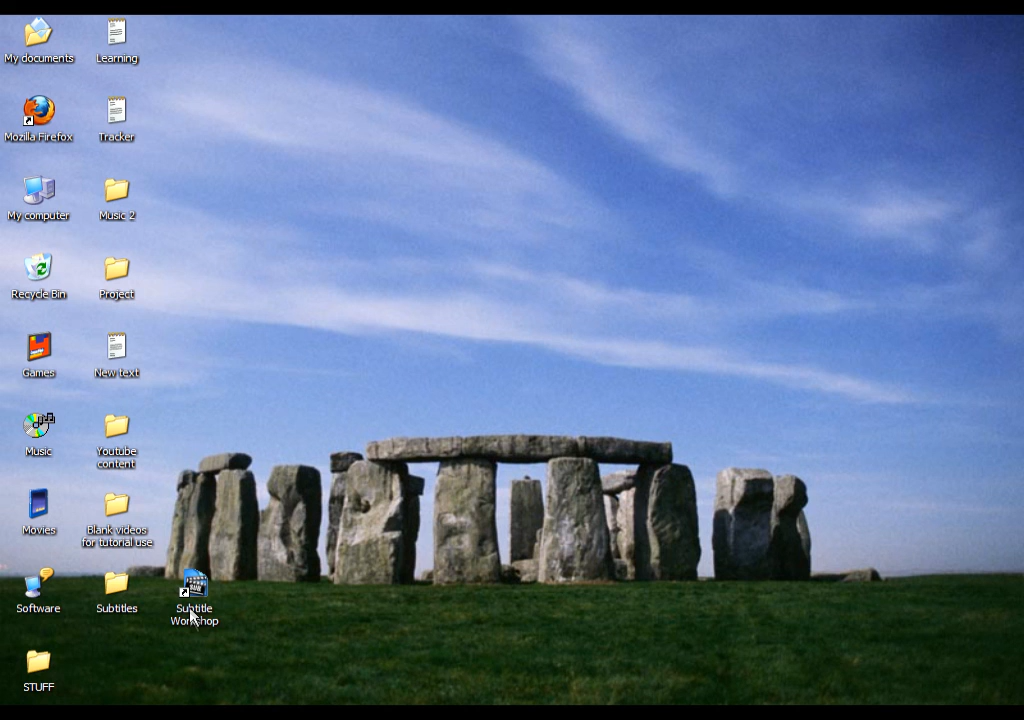 My documents
Learning
Mozilla Firefox
Tracker
My computer
Music 2
Recycle Bin
Project
Games
New text
Music
Youtube
content
Movies
Blank videos
for tutorial use
Software
Subtitles
Subtitle
Workshop
STUFF